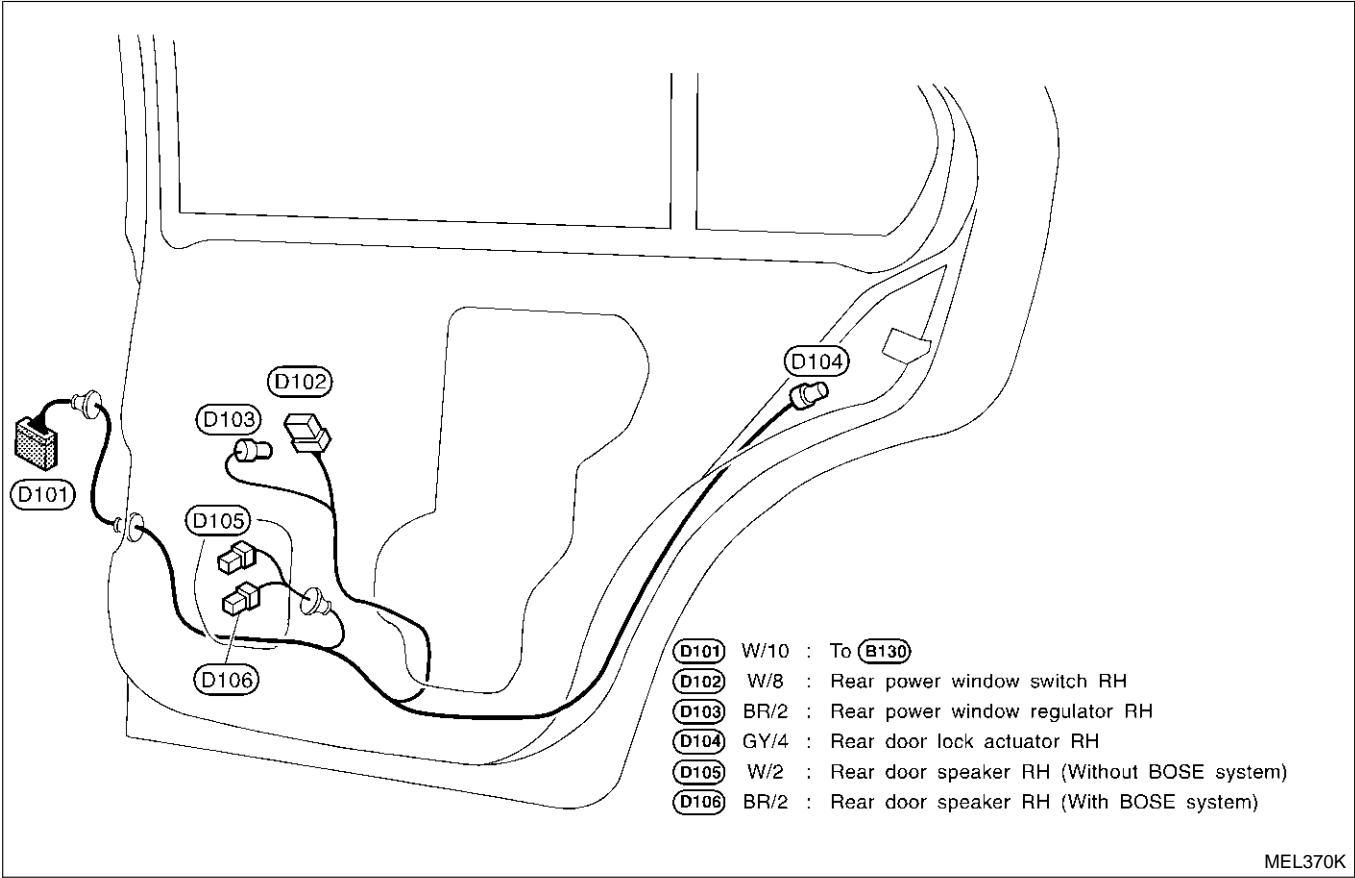 D102
D104
D103
D101
D105
D106
D101 W/10 : To B130
D102 W/8 : Rear power window switch RH
D103 BR/2 : Rear power window regulator RH
D104 GY/4 : Rear door lock actuator RH
D105 W/2 : Rear door speaker RH (Without BOSE system)
D106 BR/2 : Rear door speaker RH (With BOSE system)
MEL370K